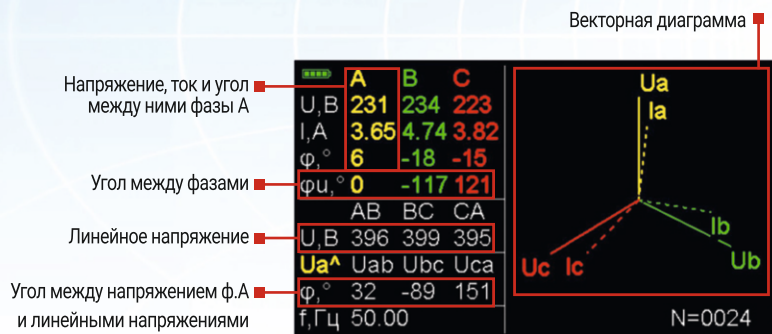 Векторная диаграмма
Напряжение, ток и угол
между ними фазы А
Угол между фазами
Линейное напряжение
Угол между напряжением ф.А
и линейными напряжениями
A B C
U,В 231 234 223
I,А 3.65 4.74 3.82
φ,° 6 -18 -15
φu,° 0 -117 121
AB BC CA
U,В 396 399 395
Ua^ Uab Ubc Uca
φ,° 32 -89 151
f,Гц 50.00
Ua
Ia
Ib
Ub
Uc Ic
N=0024